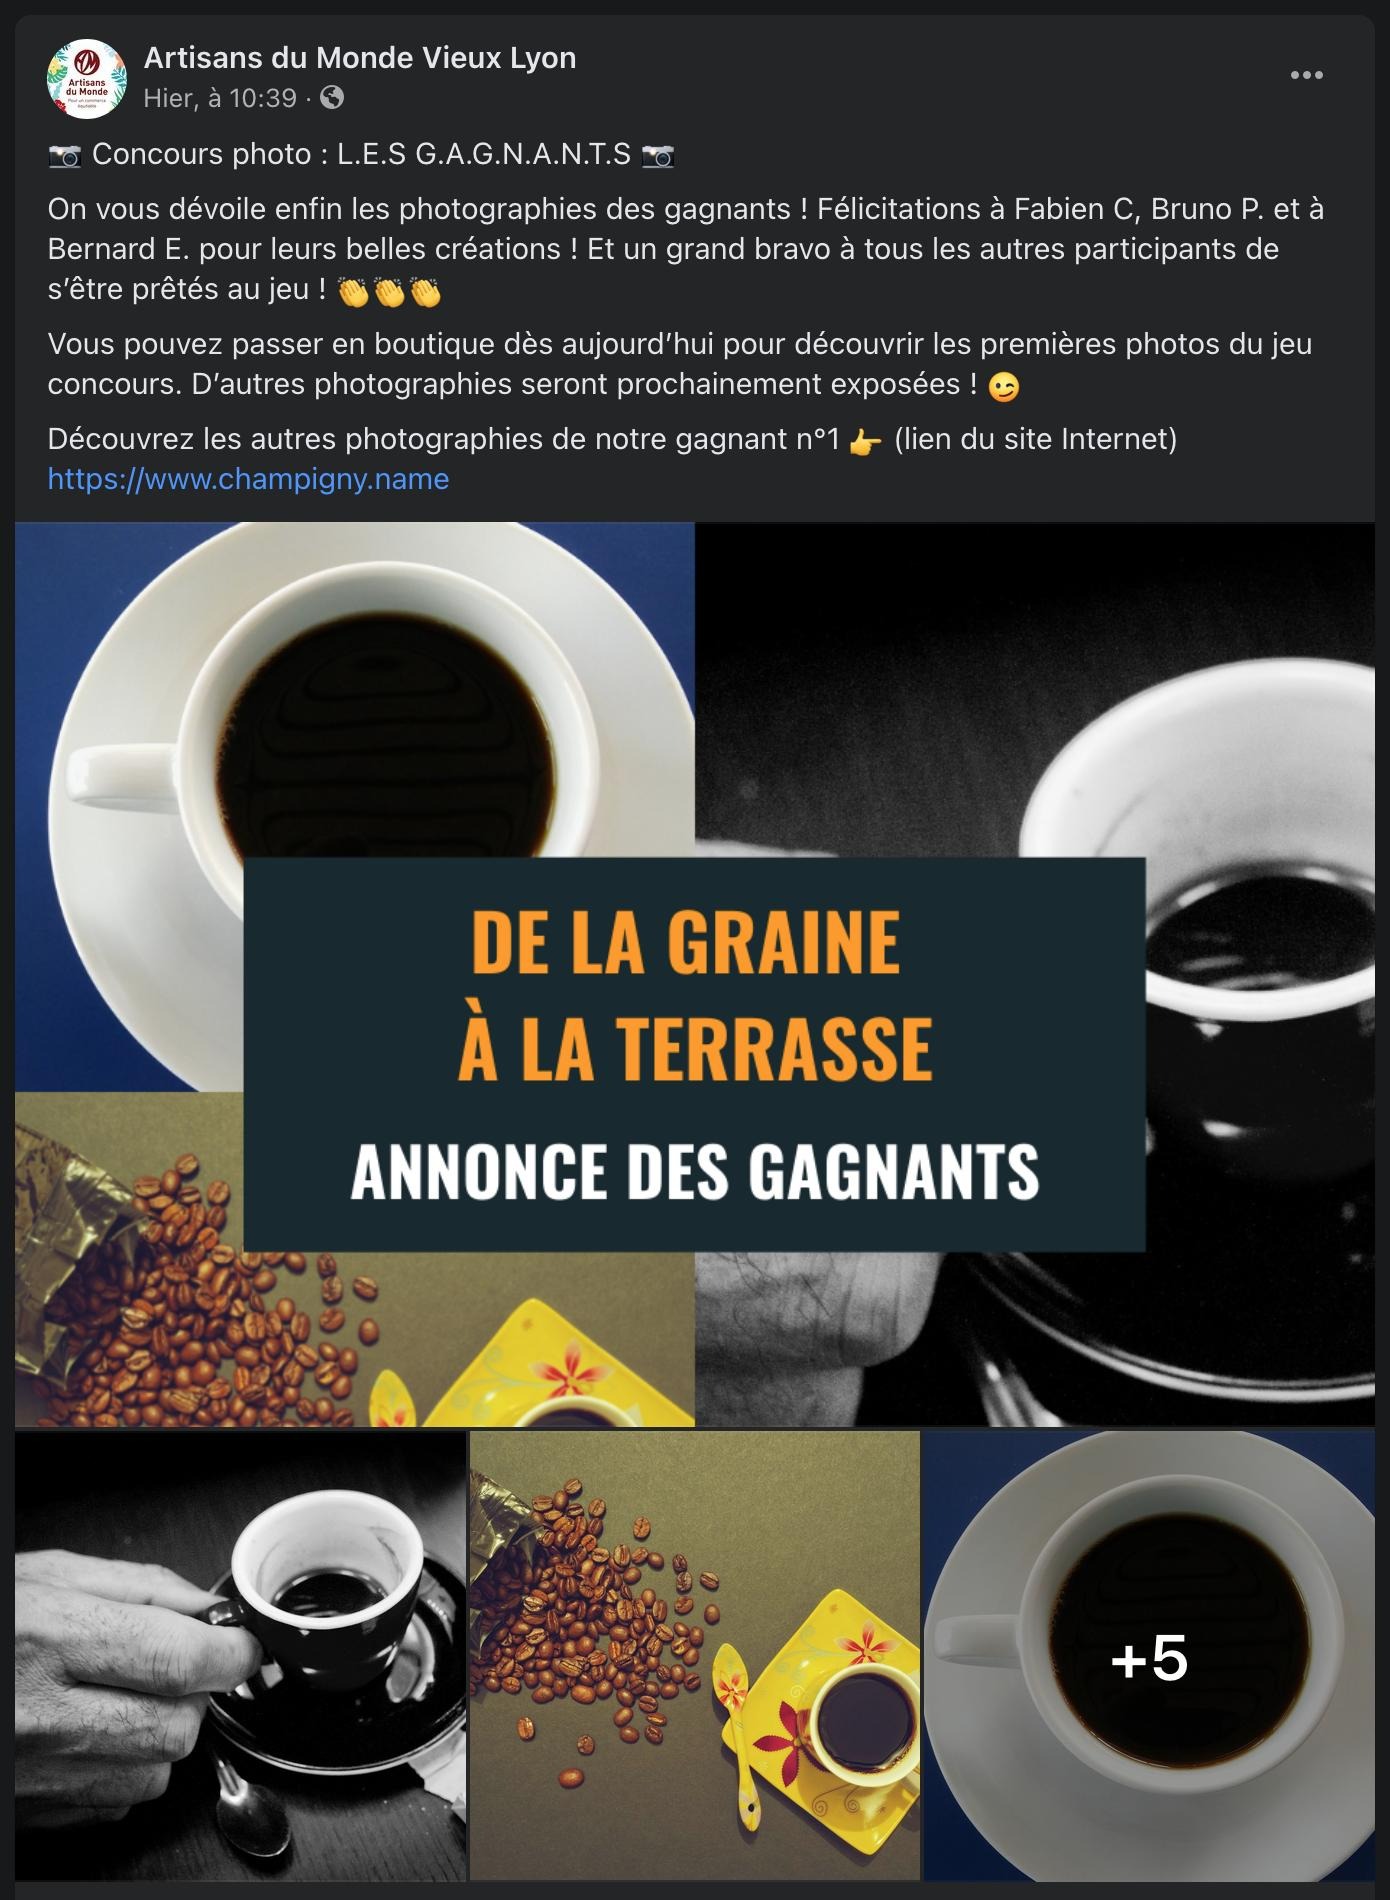 Artisans du Monde Vieux Lyon
Artisans
du Monde
Pour un commerce
équitable
Hier, à 10:39 ·
📷 Concours photo : L.E.S G.A.G.N.A.N.T.S 📷
On vous dévoile enfin les photographies des gagnants ! Félicitations à Fabien C, Bruno P. et à
Bernard E. pour leurs belles créations ! Et un grand bravo à tous les autres participants de
s’être prêtés au jeu ! 👏👏👏
Vous pouvez passer en boutique dès aujourd’hui pour découvrir les premières photos du jeu
concours. D’autres photographies seront prochainement exposées ! 😉
Découvrez les autres photographies de notre gagnant n°1 👉 (lien du site Internet)
https://www.champigny.name
DE LA GRAINE
À LA TERRASSE
ANNONCE DES GAGNANTS
+5